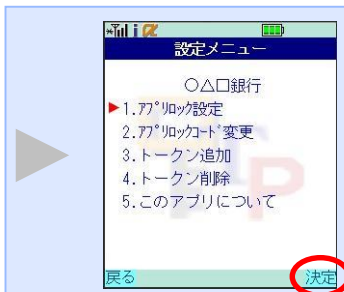 設定メニュー
○△□銀行
1.アプリロック設定
2.アプリロックコード変更
3.トークン追加
4.トークン削除
5.このアプリについて
戻る 決定